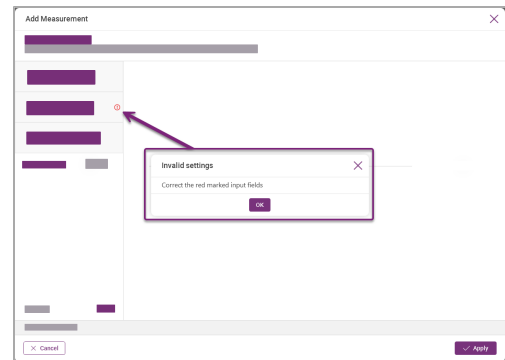 Add Measurement
Invalid settings
Correct the red marked input fields
OK
Cancel
Apply